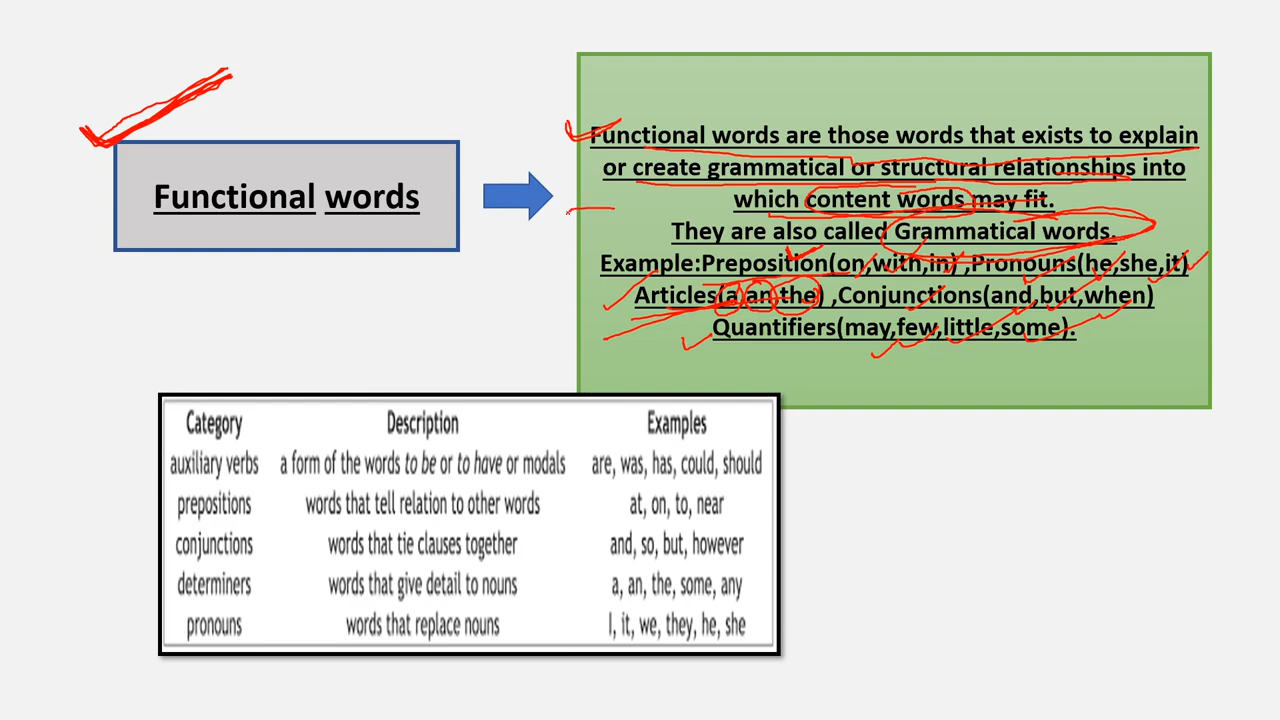 Functional words
Functional words are those words that exists to explain
or create grammatical or structural relationships into
which content words may fit.
They are also called Grammatical words.
Example:Preposition(on,with,in) ,Pronouns(he,she,it)
Articles(a,an,the) ,Conjunctions(and,but,when)
Quantifiers(may,few,little,some).
Category Description Examples
auxiliary verbs a form of the words to be or to have or modals are, was, has, could, should
prepositions words that tell relation to other words at, on, to, near
conjunctions words that tie clauses together and, so, but, however
determiners words that give detail to nouns a, an, the, some, any
pronouns words that replace nouns I, it, we, they, he, she